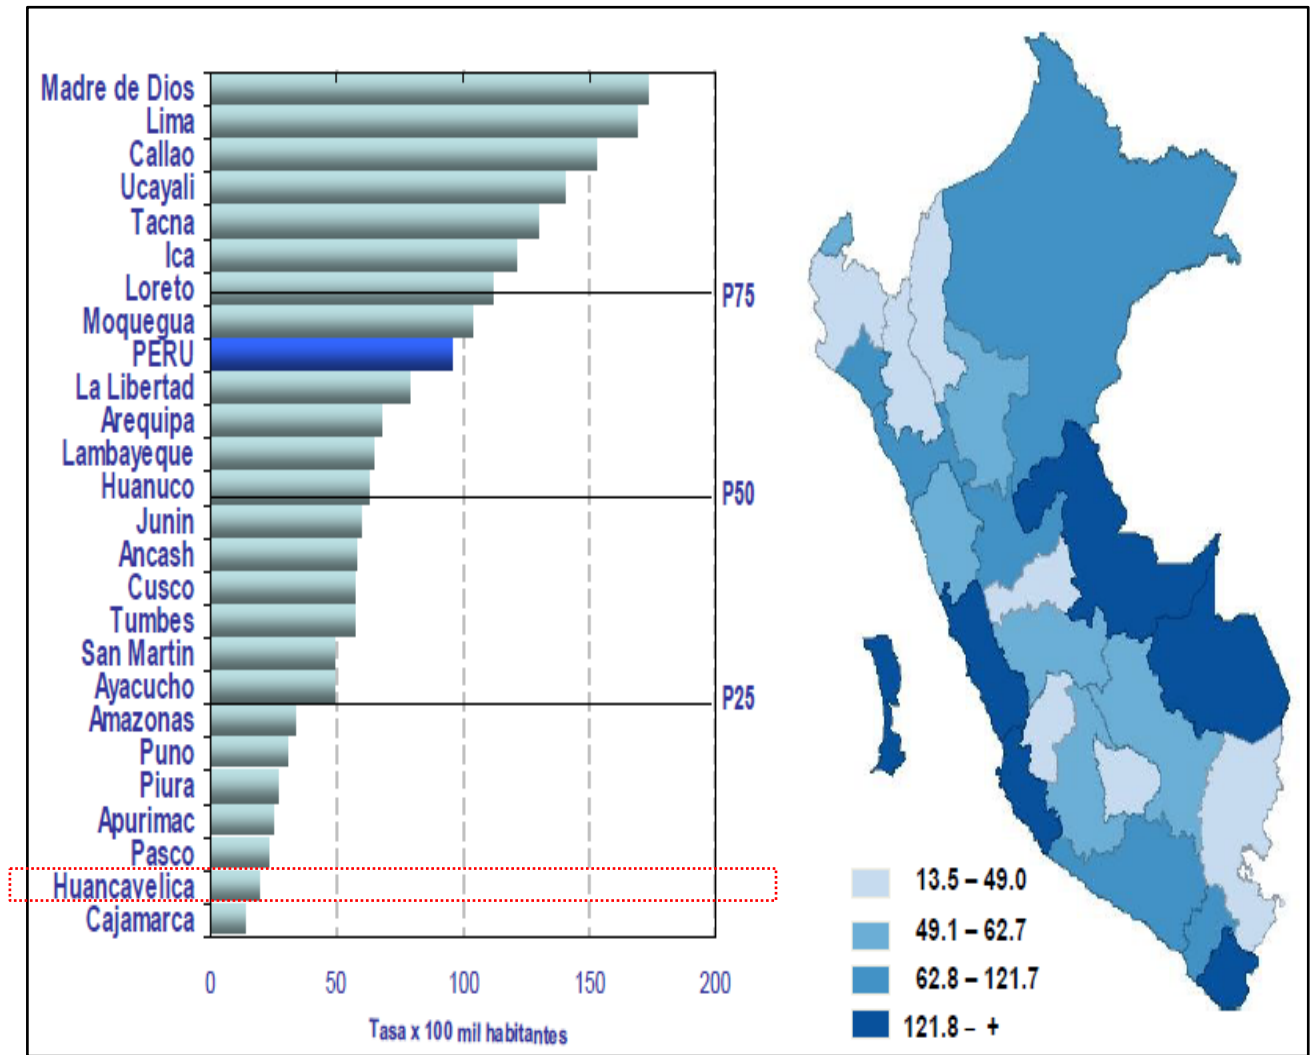 Madre de Dios
Lima
Callao
Ucayali
Tacna
Ica
Loreto
P75
Moquegua
PERU
La Libertad
Arequipa
Lambayeque
Huanuco
P50
Junin
Ancash
Cusco
Tumbes
San Martin
Ayacucho
P25
Amazonas
Puno
Piura
Apurimac
Pasco
Huancavelica
Cajamarca
0 50 100 150 200
Tasa x 100 mil habitantes
13.5 – 49.0
49.1 – 62.7
62.8 – 121.7
121.8 – +